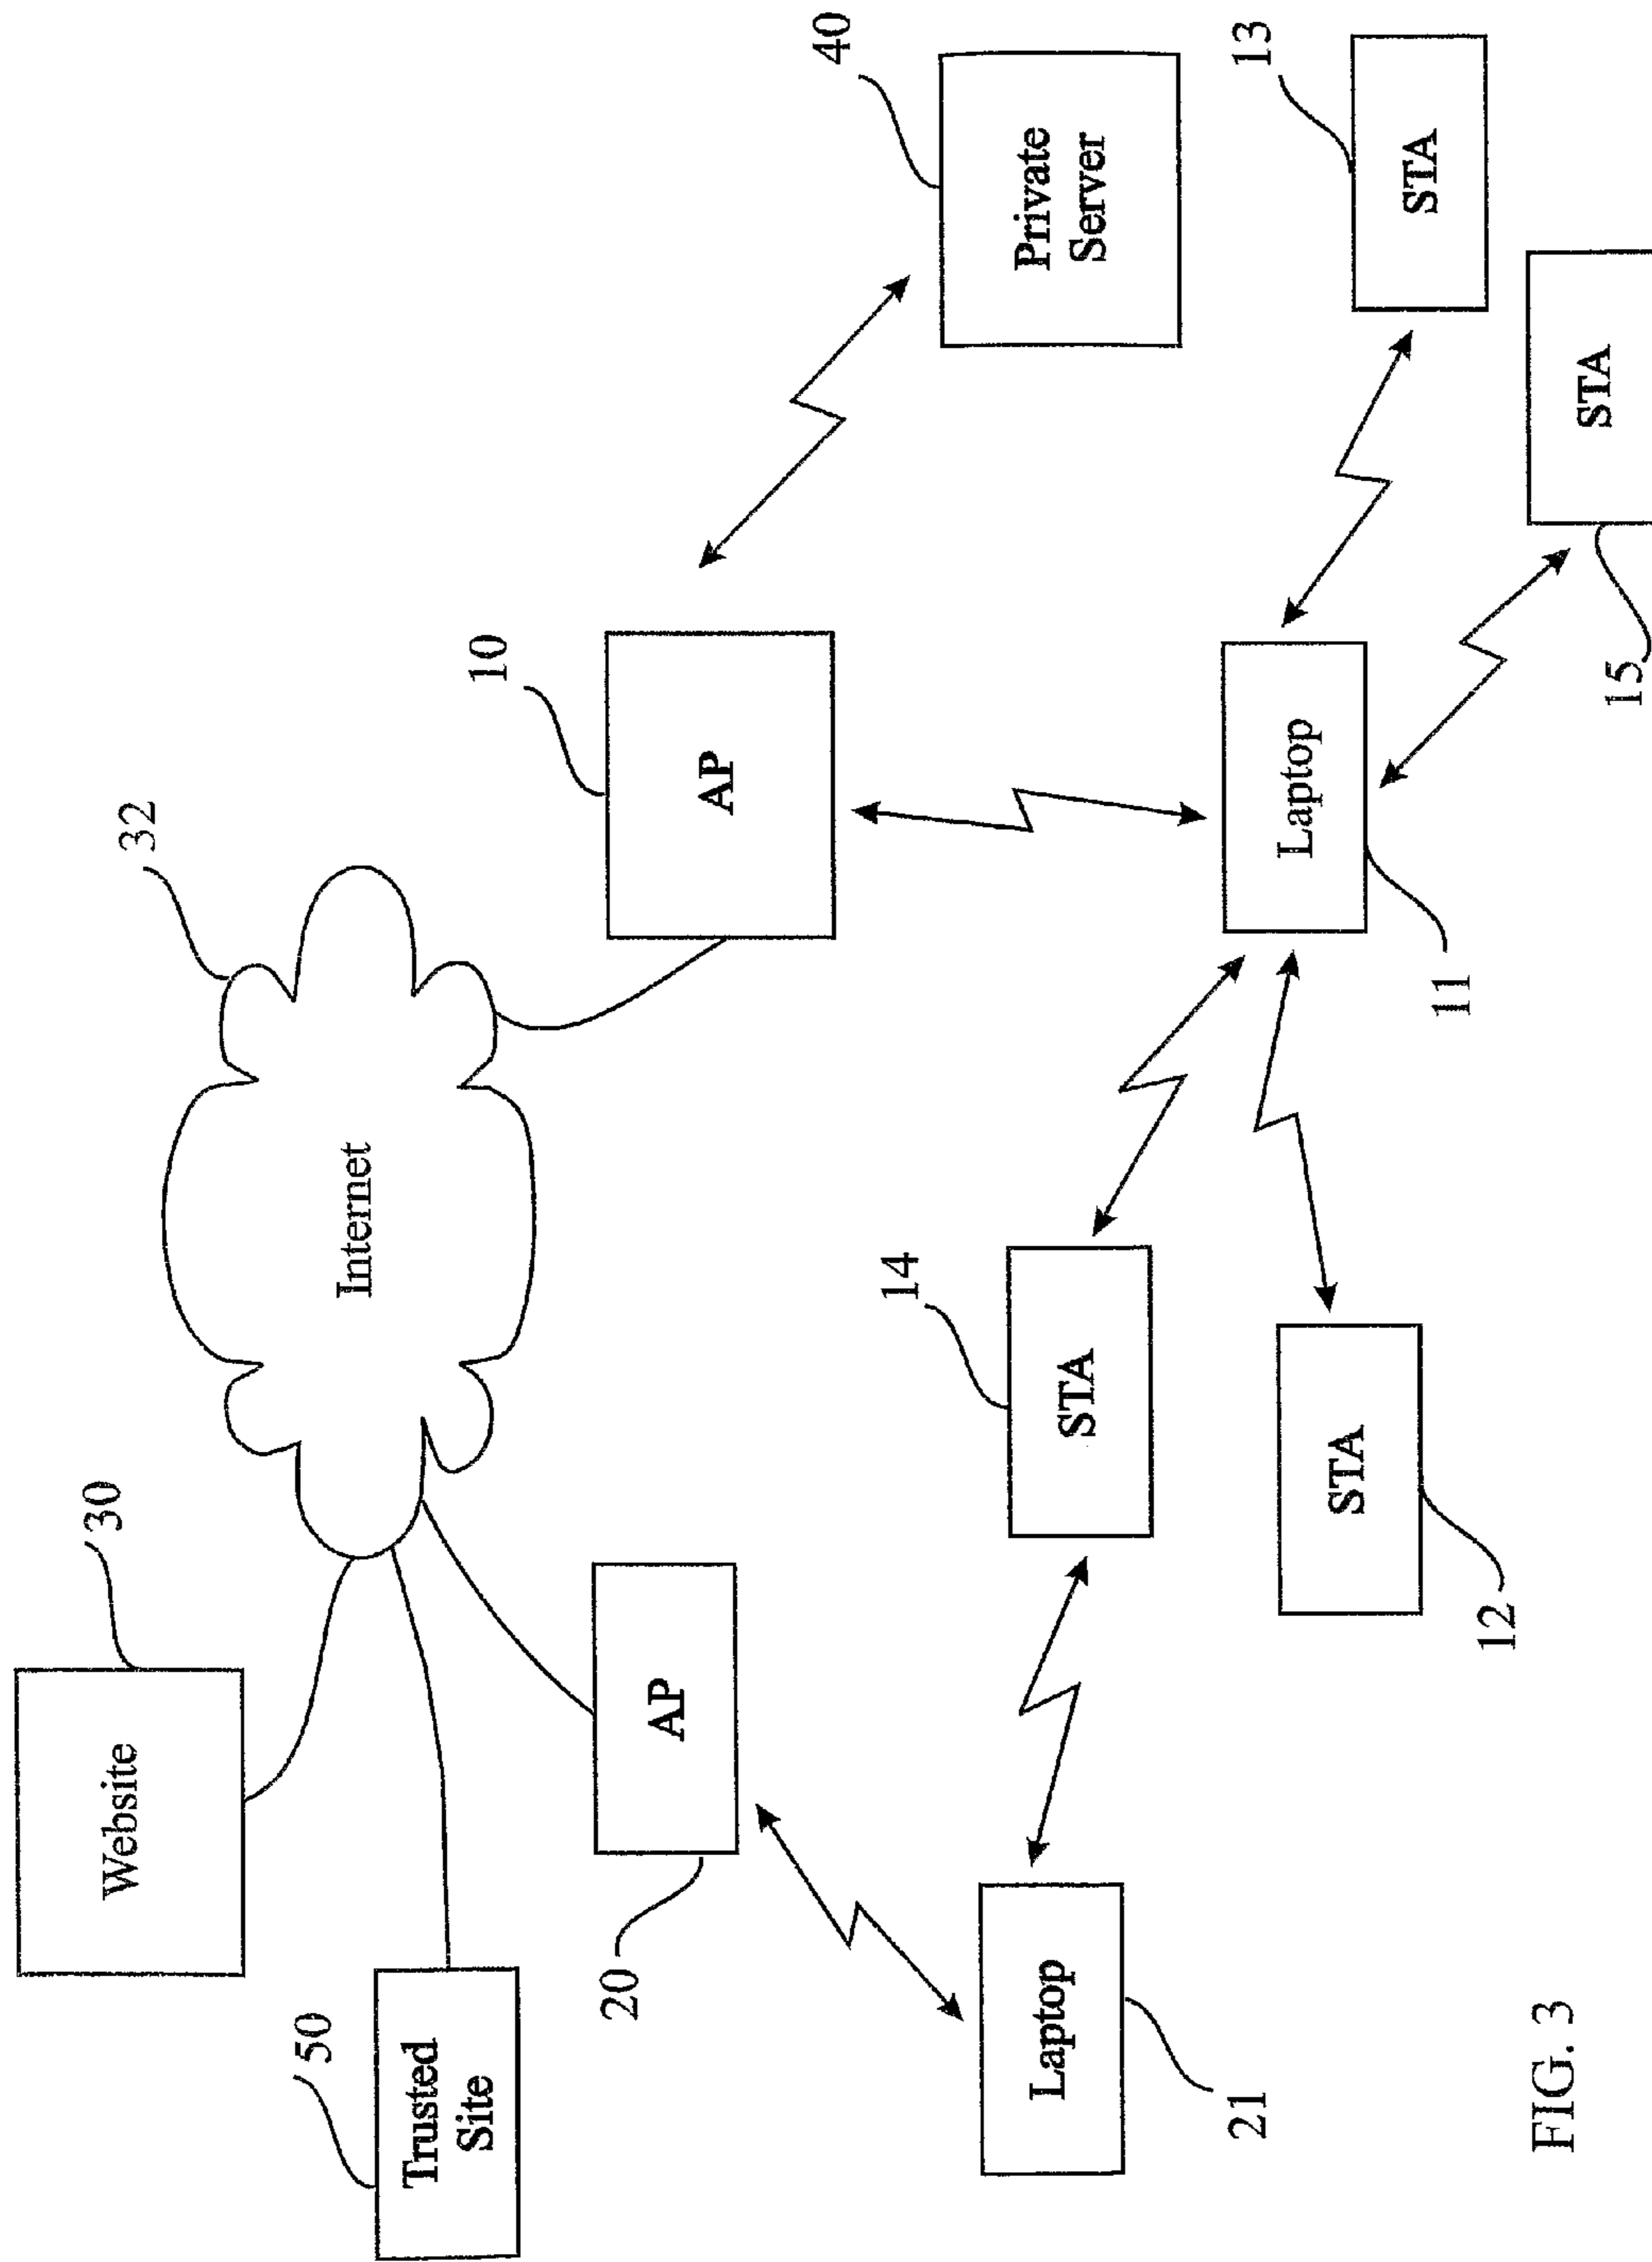 50
Trusted
Site
Website
30
Internet
32
20
AP
AP
10
Private
Server
40
21
Laptop
STA
14
STA
12
Laptop
11
STA
13
STA
15
FIG. 3